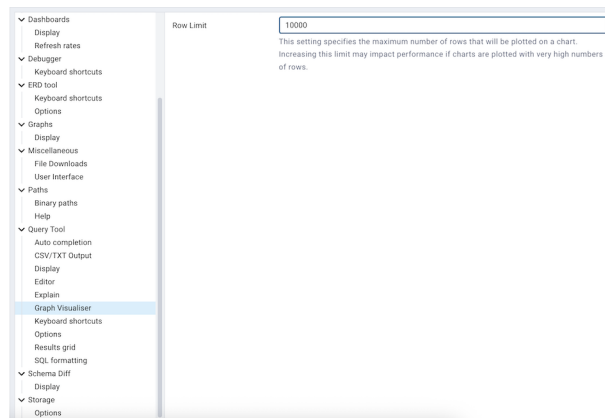 Dashboards
Display
Refresh rates
Debugger
Keyboard shortcuts
ERD tool
Keyboard shortcuts
Options
Graphs
Display
Miscellaneous
File Downloads
User Interface
Paths
Binary paths
Help
Query Tool
Auto completion
CSV/TXT Output
Display
Editor
Explain
Graph Visualiser
Keyboard shortcuts
Options
Results grid
SQL formatting
Schema Diff
Display
Storage
Options
Row Limit
10000
This setting specifies the maximum number of rows that will be plotted on a chart.
Increasing this limit may impact performance if charts are plotted with very high numbers
of rows.